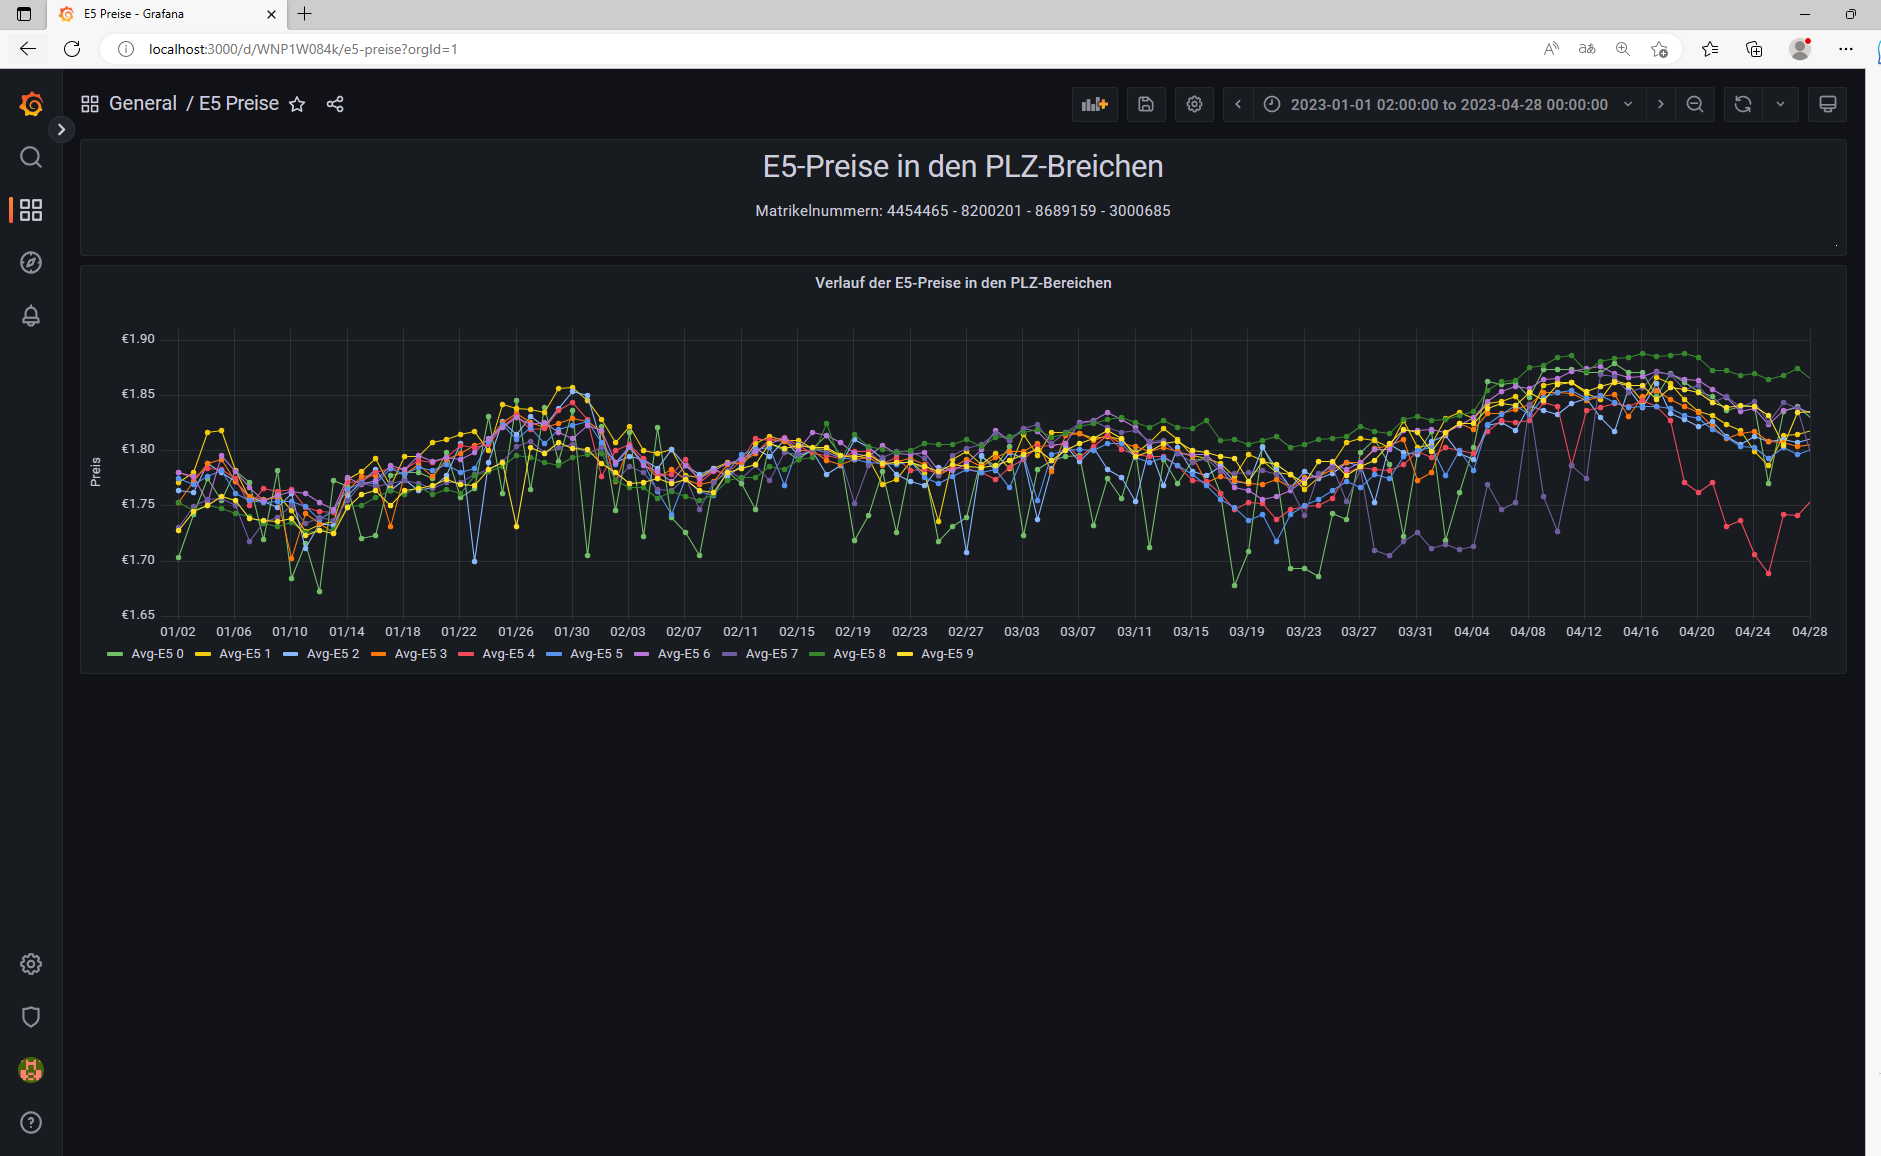 E5 Preise - Grafana
localhost:3000/d/WNP1W084k/e5-preise?orgId=1
General / E5 Preise
2023-01-01 02:00:00 to 2023-04-28 00:00:00
E5-Preise in den PLZ-Breichen
Matrikelnummern: 4454465 - 8200201 - 8689159 - 3000685
.
Verlauf der E5-Preise in den PLZ-Bereichen
Preis
€1.90
€1.85
€1.80
€1.75
€1.70
€1.65
01/02 01/06 01/10 01/14 01/18 01/22 01/26 01/30 02/03 02/07 02/11 02/15 02/19 02/23 02/27 03/03 03/07 03/11 03/15 03/19 03/23 03/27 03/31 04/04 04/08 04/12 04/16 04/20 04/24 04/28
Avg-E5 0 Avg-E5 1 Avg-E5 2 Avg-E5 3 Avg-E5 4 Avg-E5 5 Avg-E5 6 Avg-E5 7 Avg-E5 8 Avg-E5 9